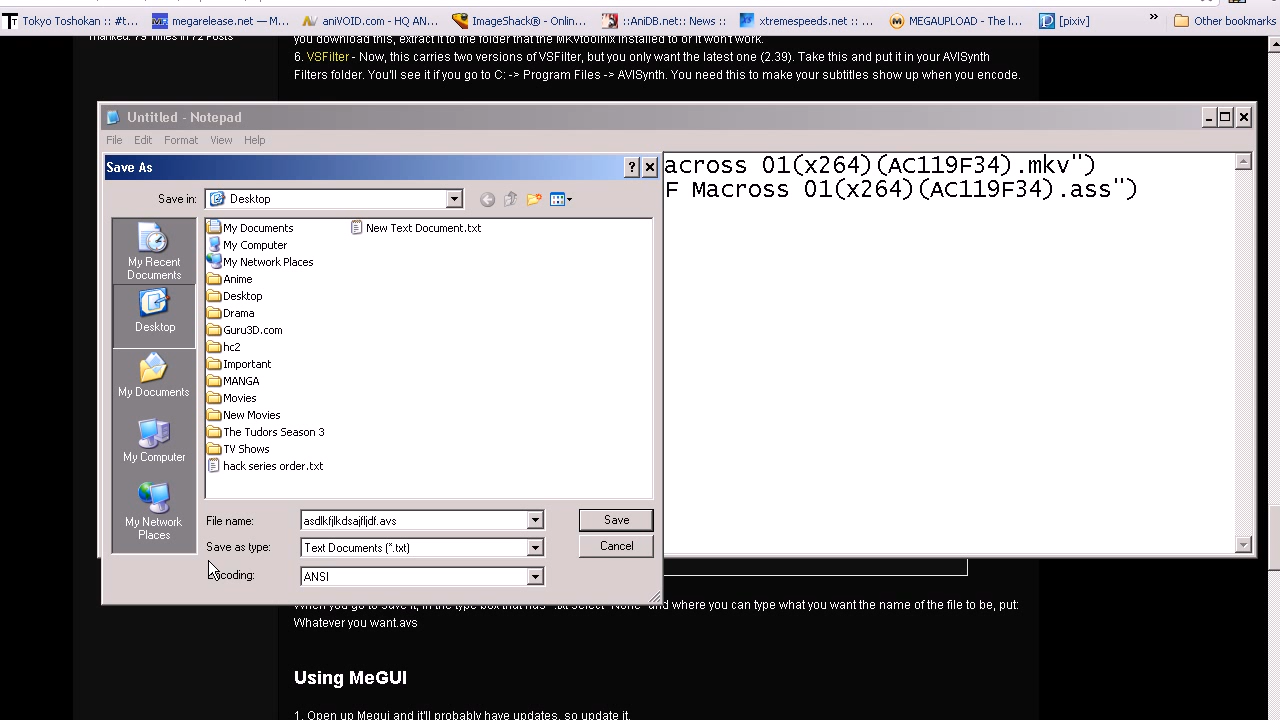 Tokyo Toshokan :: #t... megarelease.net — M... aniVOID.com - HQ AN... ImageShack® - Onlin... ::AniDB.net:: News :: xtremespeeds.net... MEGAUPLOAD - The l... [pixiv] » Other bookmarks
Thanked: 79 Times in 72 Posts
you download this, extract it to the folder that the MKVtoolnix installed to or it won't work.
6. VSFilter - Now, this carries two versions of VSFilter, but you only want the latest one (2.39). Take this and put it in your AVISynth
Filters folder. You'll see it if you go to C: -> Program Files -> AVISynth. You need this to make your subtitles show up when you encode.
Untitled - Notepad
File Edit Format View Help
Save As
across 01(x264)(AC119F34).mkv")
F Macross 01(x264)(AC119F34).ass")
Save in: Desktop
My Recent
Documents
Desktop
My Documents
My Computer
My Network
Places
My Documents
My Computer
My Network Places
Anime
Desktop
Drama
Guru3D.com
hc2
Important
MANGA
Movies
New Movies
The Tudors Season 3
TV Shows
hack series order.txt
New Text Document.txt
File name: asdlkfjlkdsajfljdf.avs Save
Save as type: Text Documents (*.txt) Cancel
Encoding: ANSI
When you go to save it, in the type box that has ".txt select "None" and where you can type what you want the name of the file to be, put:
Whatever you want.avs
Using MeGUI
1. Open up Megui and it'll probably have updates, so update it.